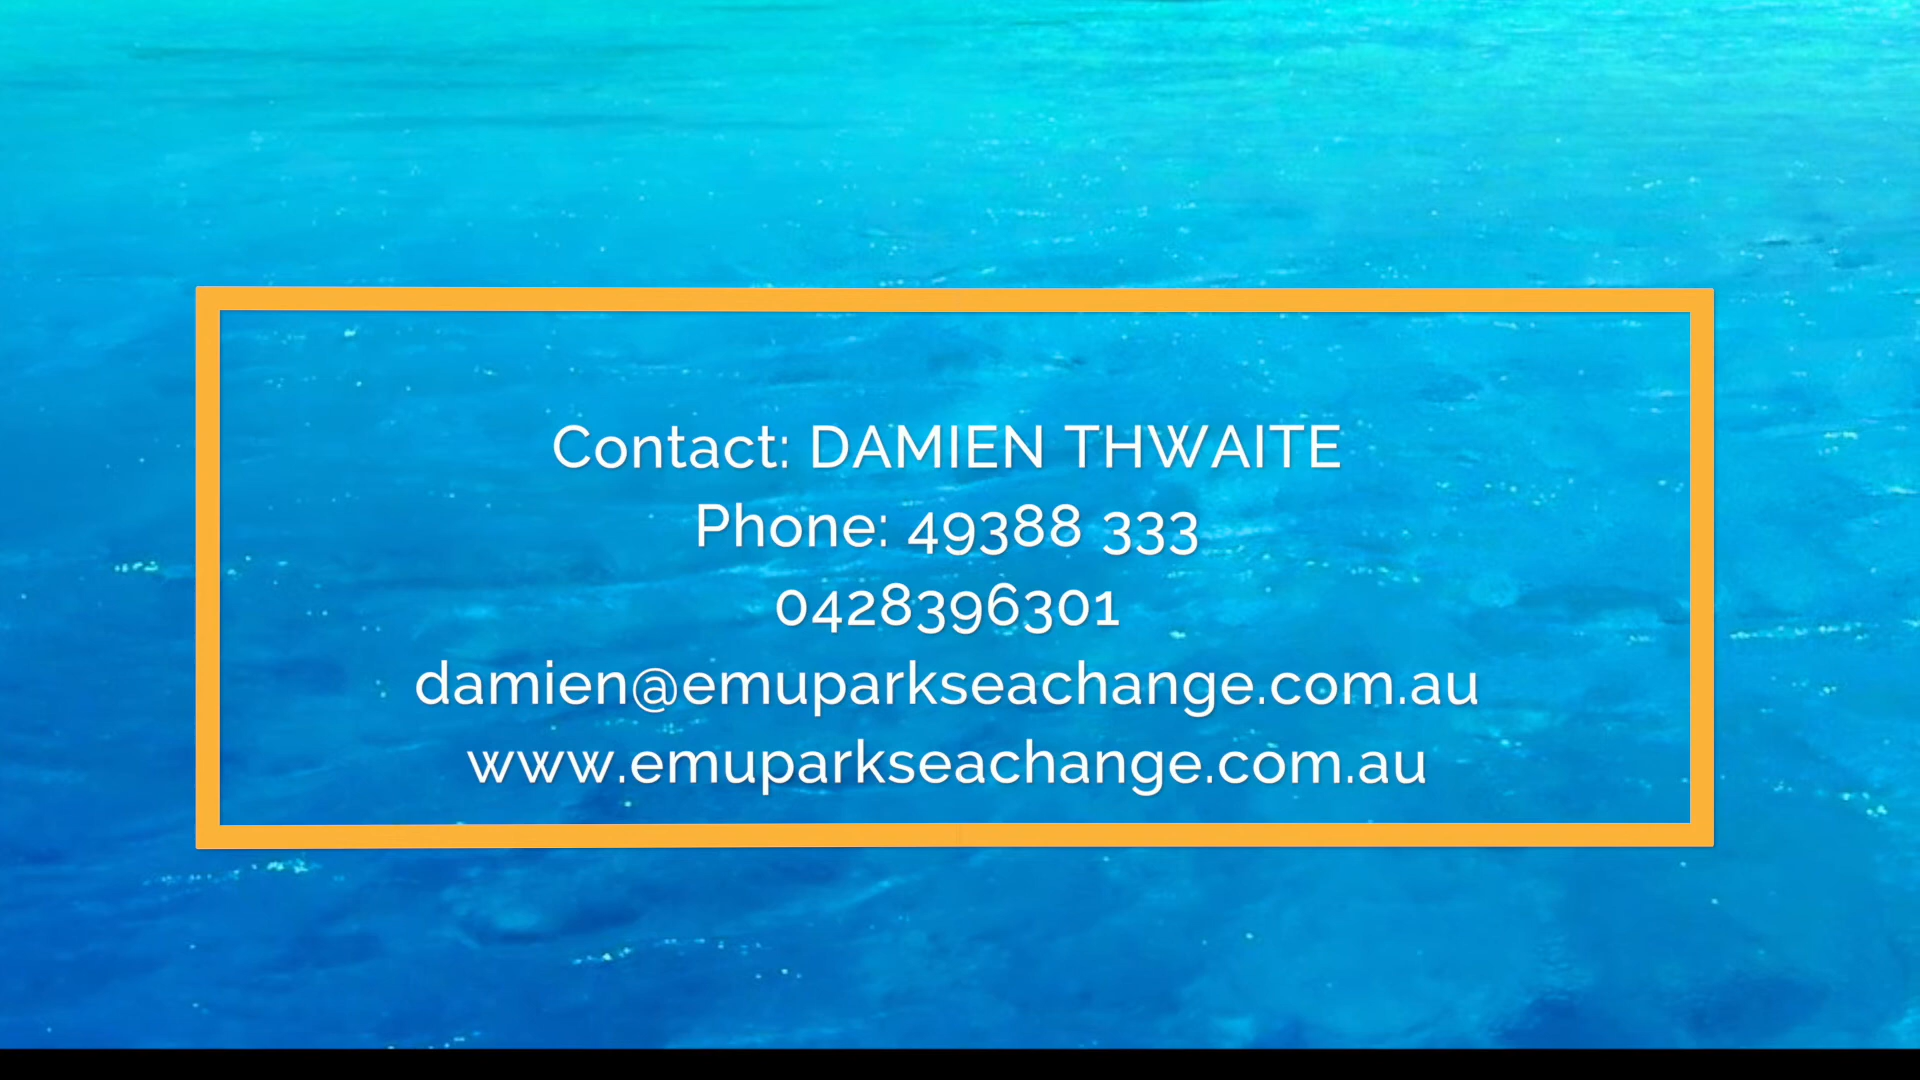 Contact: DAMIEN THWAITE
Phone: 49388 333
0428396301
damien@emuparkseachange.com.au
www.emuparkseachange.com.au